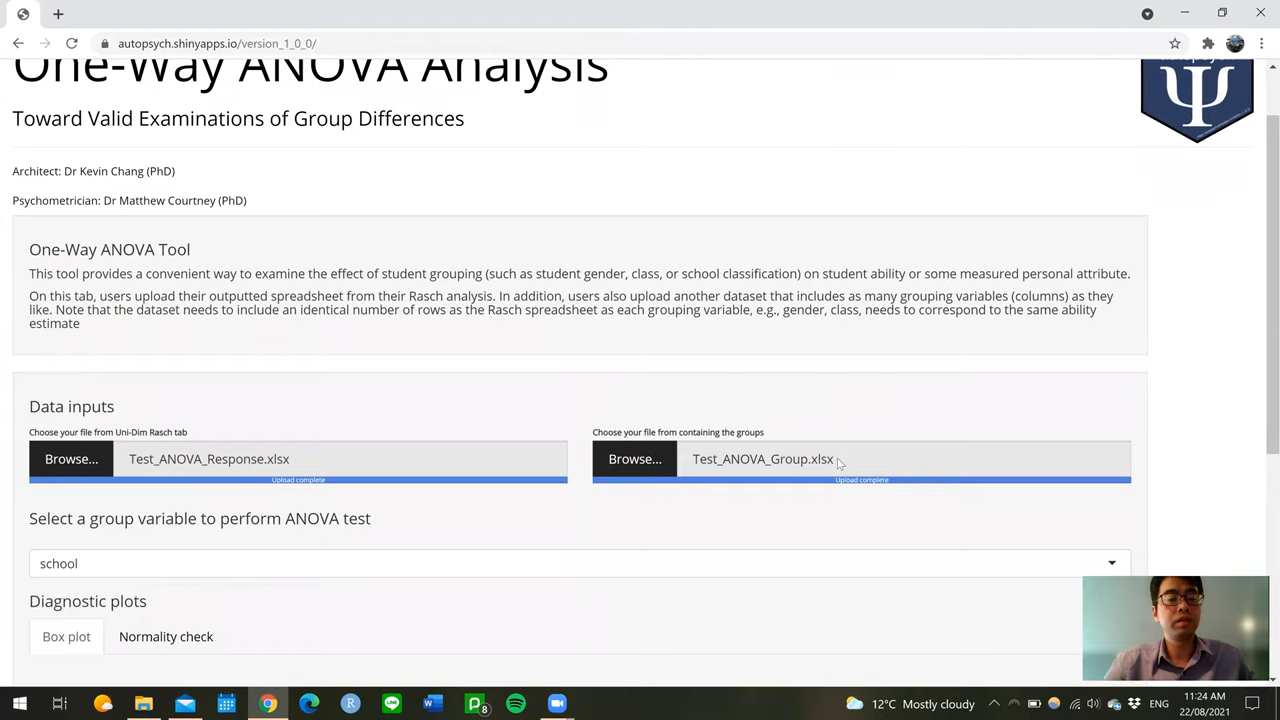 autopsych.shinyapps.io/version_1_0_0/
One-Way ANOVA Analysis
Toward Valid Examinations of Group Differences
Architect: Dr Kevin Chang (PhD)
Psychometrician: Dr Matthew Courtney (PhD)
One-Way ANOVA Tool
This tool provides a convenient way to examine the effect of student grouping (such as student gender, class, or school classification) on student ability or some measured personal attribute.
On this tab, users upload their outputted spreadsheet from their Rasch analysis. In addition, users also upload another dataset that includes as many grouping variables (columns) as they
like. Note that the dataset needs to include an identical number of rows as the Rasch spreadsheet as each grouping variable, e.g., gender, class, needs to correspond to the same ability
estimate
Data inputs
Choose your file from Uni-Dim Rasch tab
Browse... Test_ANOVA_Response.xlsx
Upload complete
Choose your file from containing the groups
Browse... Test_ANOVA_Group.xlsx
Upload complete
Select a group variable to perform ANOVA test
school
Diagnostic plots
Box plot Normality check
12°C Mostly cloudy
ENG
11:24 AM
22/08/2021